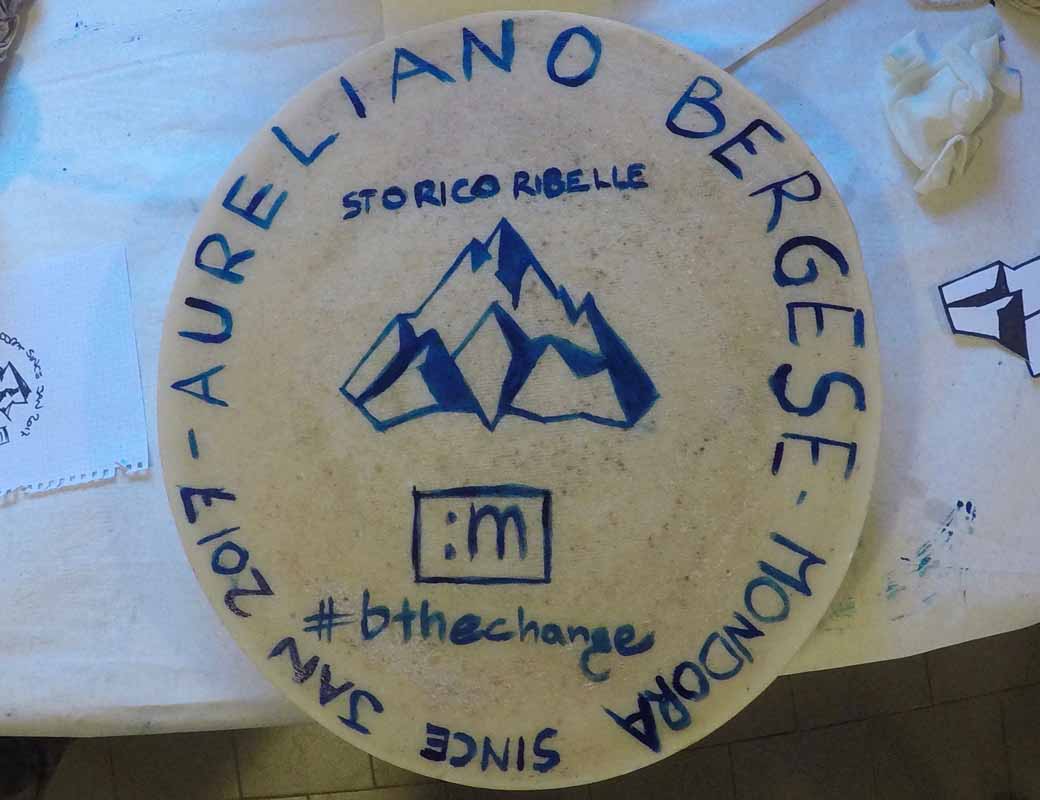 AURELIANO BERGESE - MONDORA SINCE JAN 2017 -
STORICO RIBELLE
:m
#bthechange